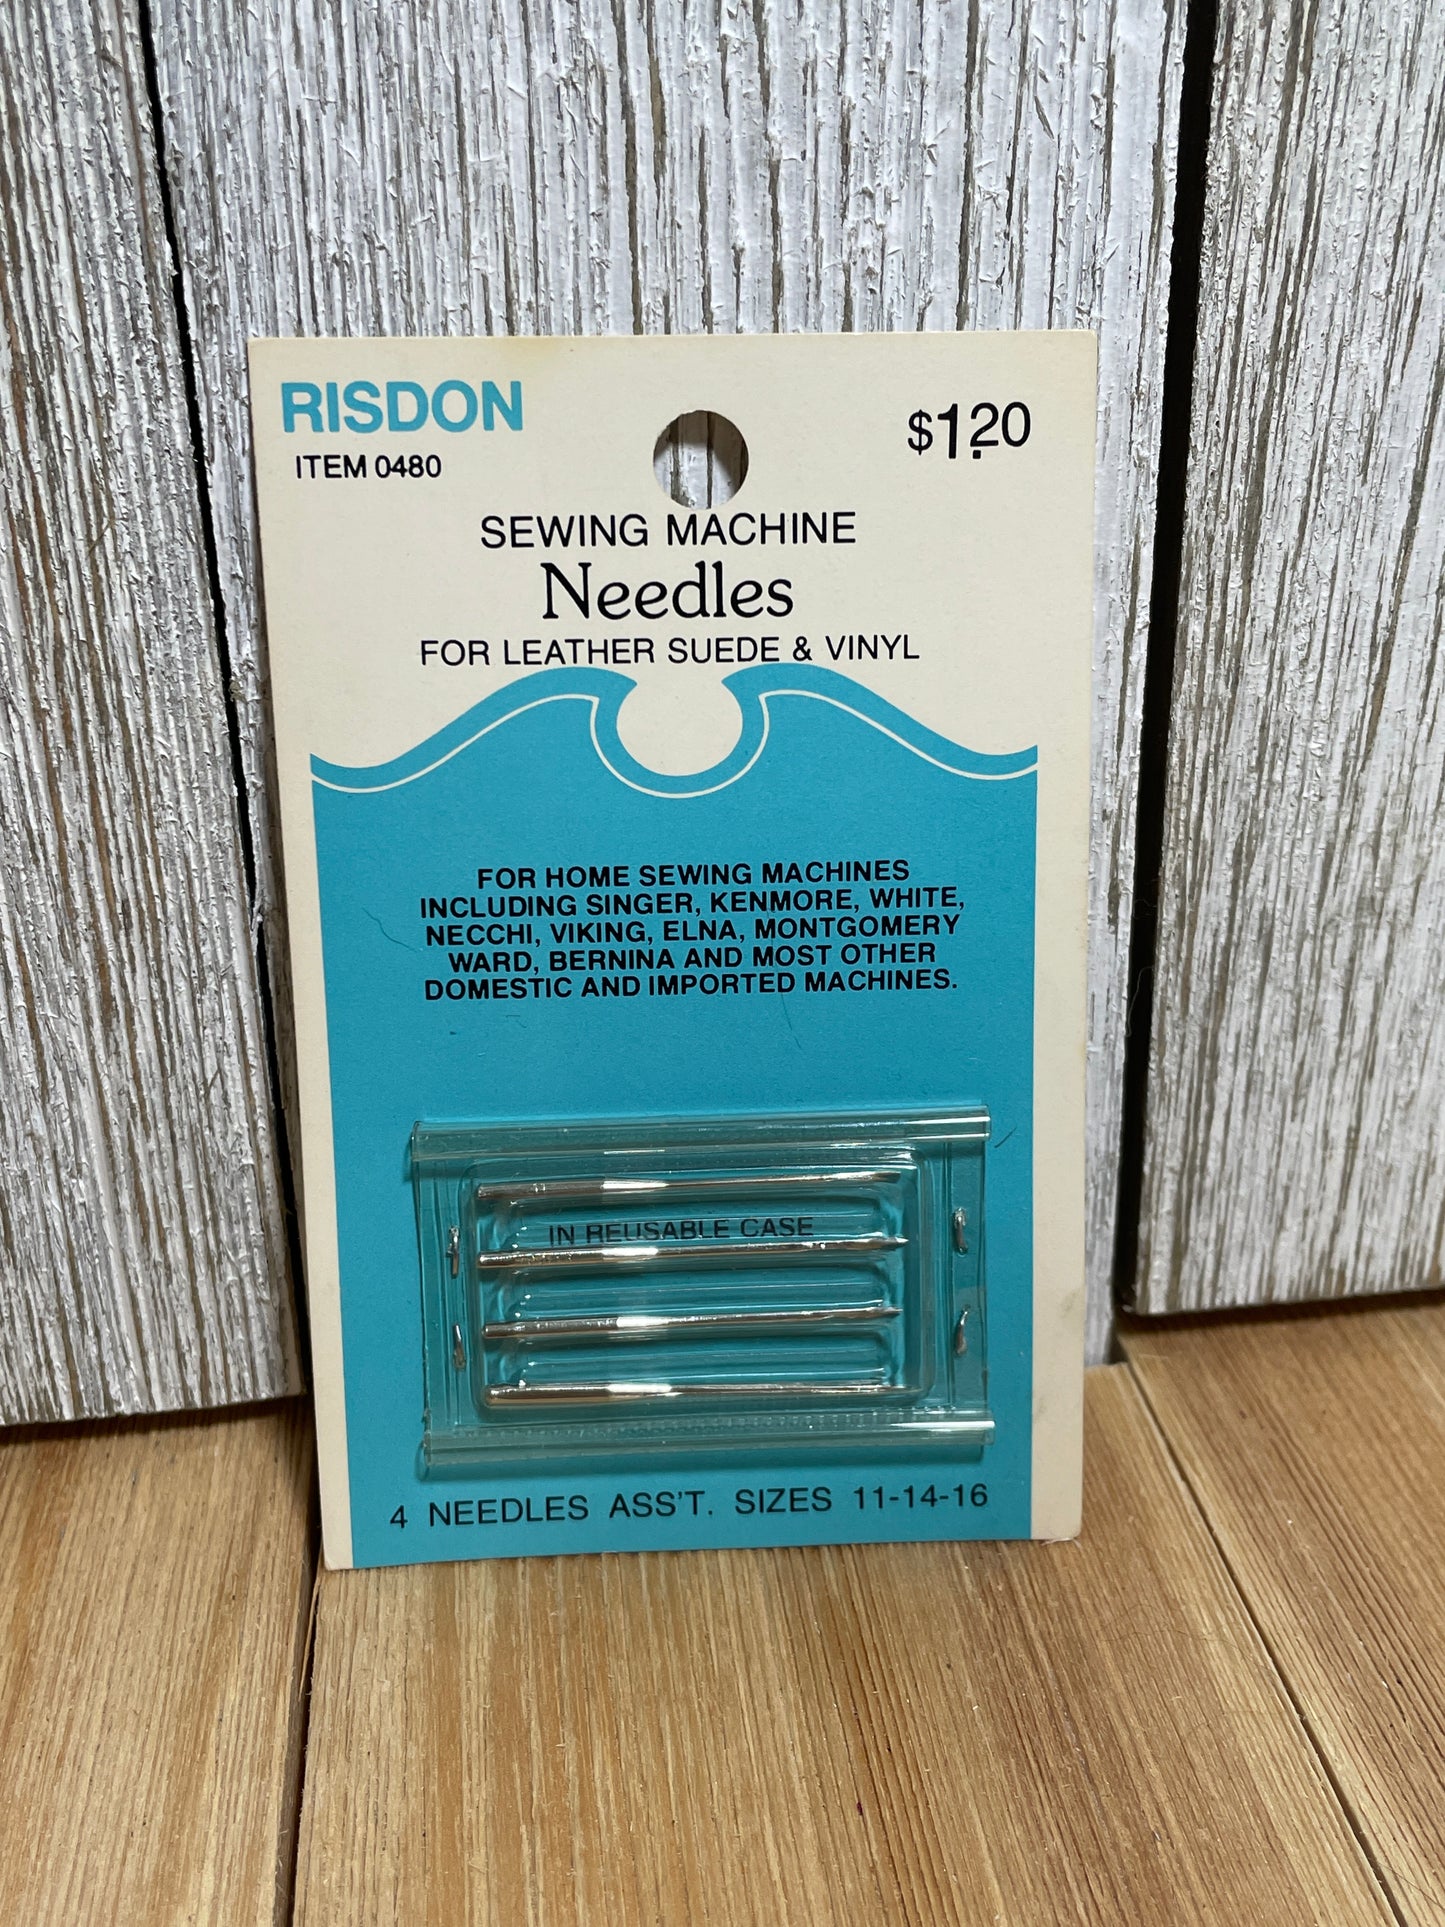 RISDON
ITEM 0480
$1.20
SEWING MACHINE
Needles
FOR LEATHER SUEDE & VINYL
FOR HOME SEWING MACHINES
INCLUDING SINGER, KENMORE, WHITE,
NECCHI, VIKING, ELNA, MONTGOMERY
WARD, BERNINA AND MOST OTHER
DOMESTIC AND IMPORTED MACHINES.
IN REUSABLE CASE
4 NEEDLES ASS'T. SIZES 11-14-16